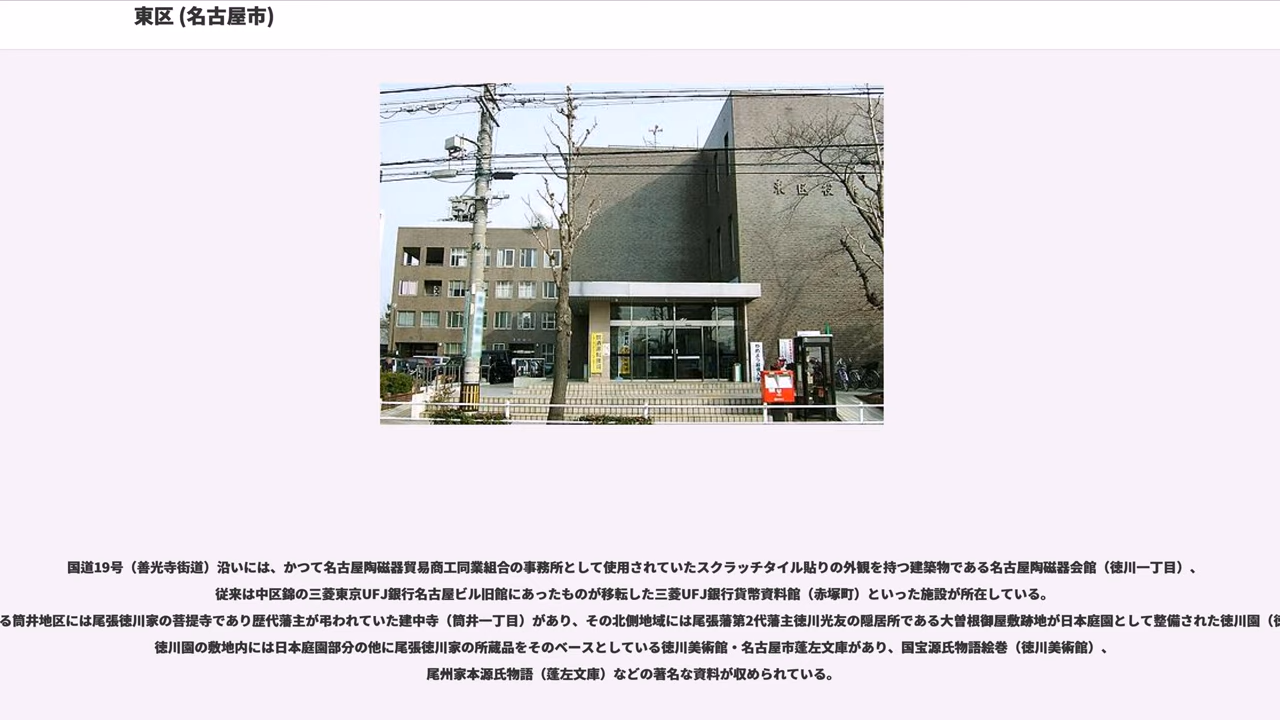 東区 (名古屋市)
東区役
国道19号（善光寺街道）沿いには、かつて名古屋陶磁器貿易商工同業組合の事務所として使用されていたスクラッチタイル貼りの外観を持つ建築物である名古屋陶磁器会館（徳川一丁目）、
従来は中区錦の三菱東京UFJ銀行名古屋ビル旧館にあったものが移転した三菱UFJ銀行貨幣資料館（赤塚町）といった施設が所在している。
る筒井地区には尾張徳川家の菩提寺であり歴代藩主が弔われていた建中寺（筒井一丁目）があり、その北側地域には尾張藩第2代藩主徳川光友の隠居所である大曽根御屋敷跡地が日本庭園として整備された徳川園（
徳川園の敷地内には日本庭園部分の他に尾張徳川家の所蔵品をそのベースとしている徳川美術館・名古屋市蓬左文庫があり、国宝源氏物語絵巻（徳川美術館）、
尾州家本源氏物語（蓬左文庫）などの著名な資料が収められている。